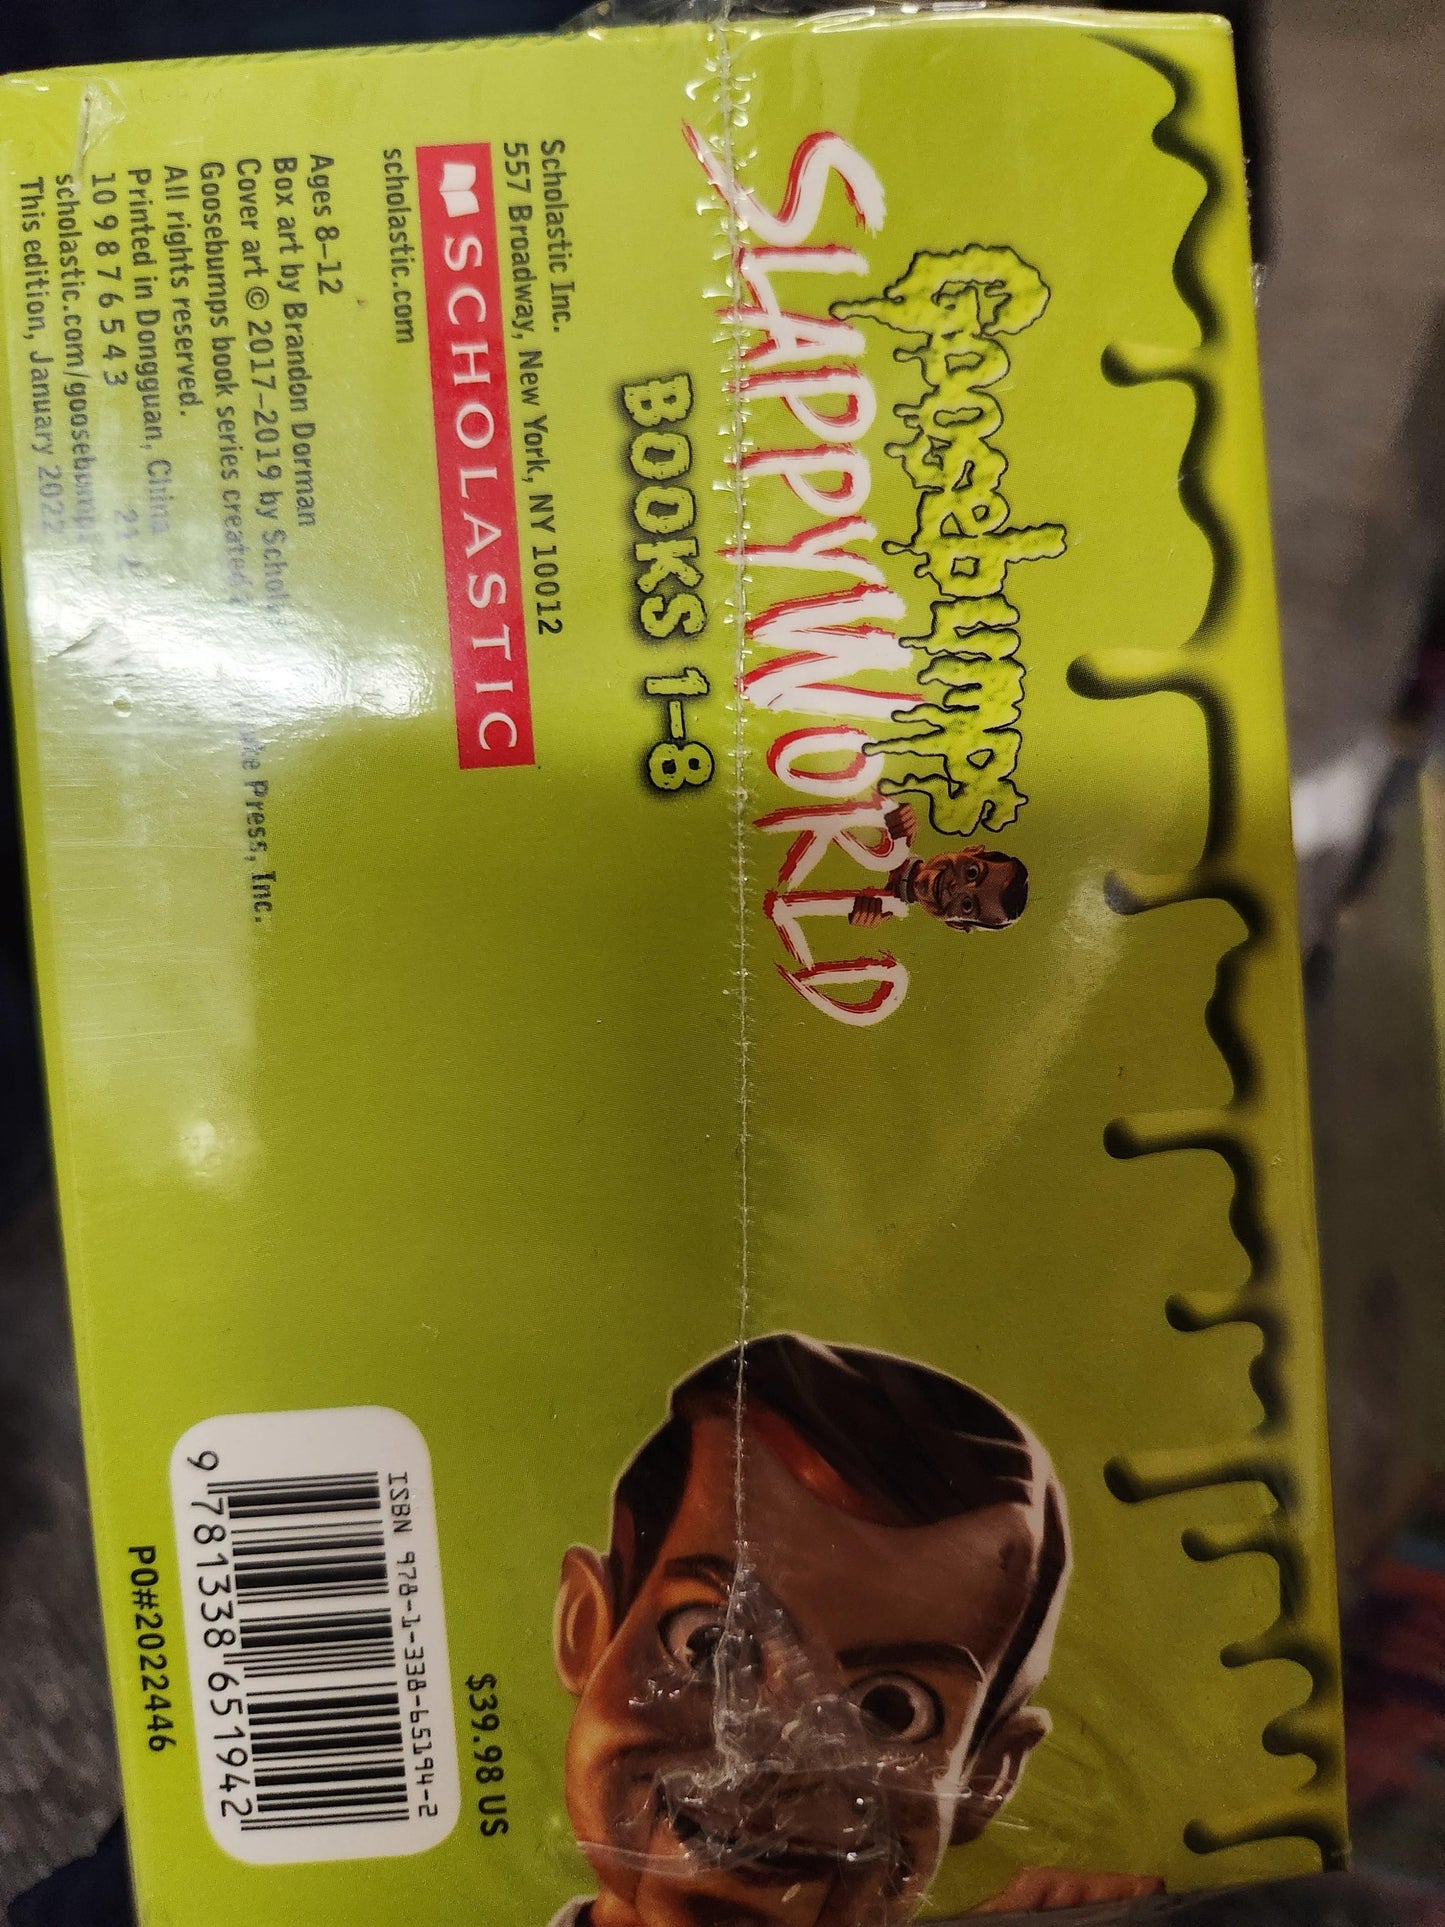 Goosebumps
SLAPPYWORLD
BOOKS 1-8
Scholastic Inc.
557 Broadway, New York, NY 10012
SCHOLASTIC
scholastic.com
Ages 8–12
Box art by Brandon Dorman
Cover art © 2017–2019 by
Goosebumps book series created Press, Inc.
All rights reserved.
Printed in Dongguan, China
10 9 8 7 6 5 4 3
scholastic.com/goosebumps
This edition, January 2022
$39.98 US
ISBN 978-1-338-65194-2
9 781338 651942
PO#2022446